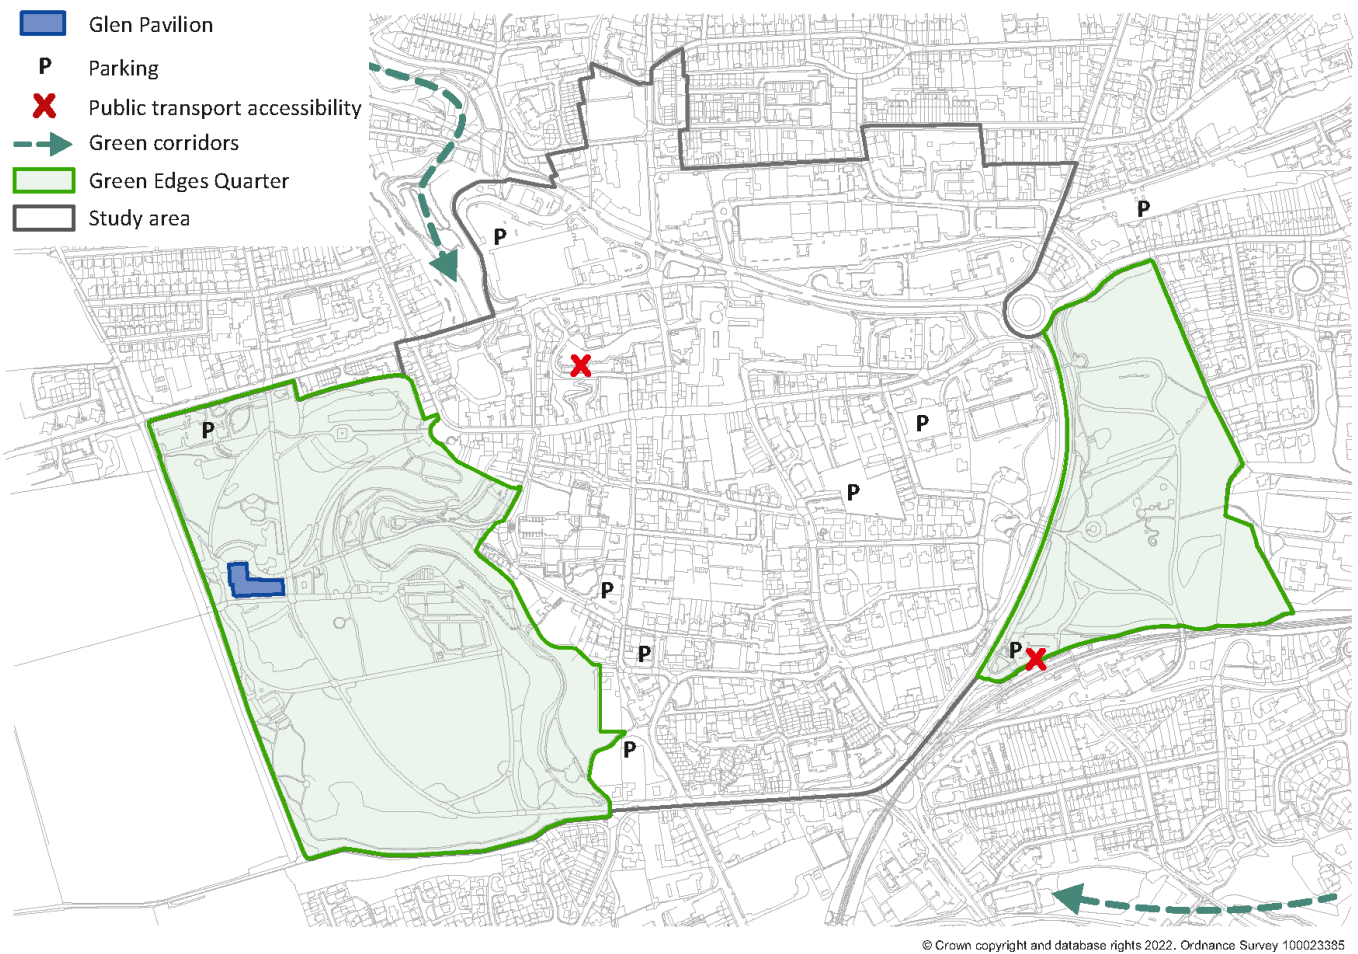 Glen Pavilion
P Parking
Public transport accessibility
Green corridors
Green Edges Quarter
Study area
P
P
P
P
P
P
P
P
P
P
© Crown copyright and database rights 2022. Ordnance Survey 100023385